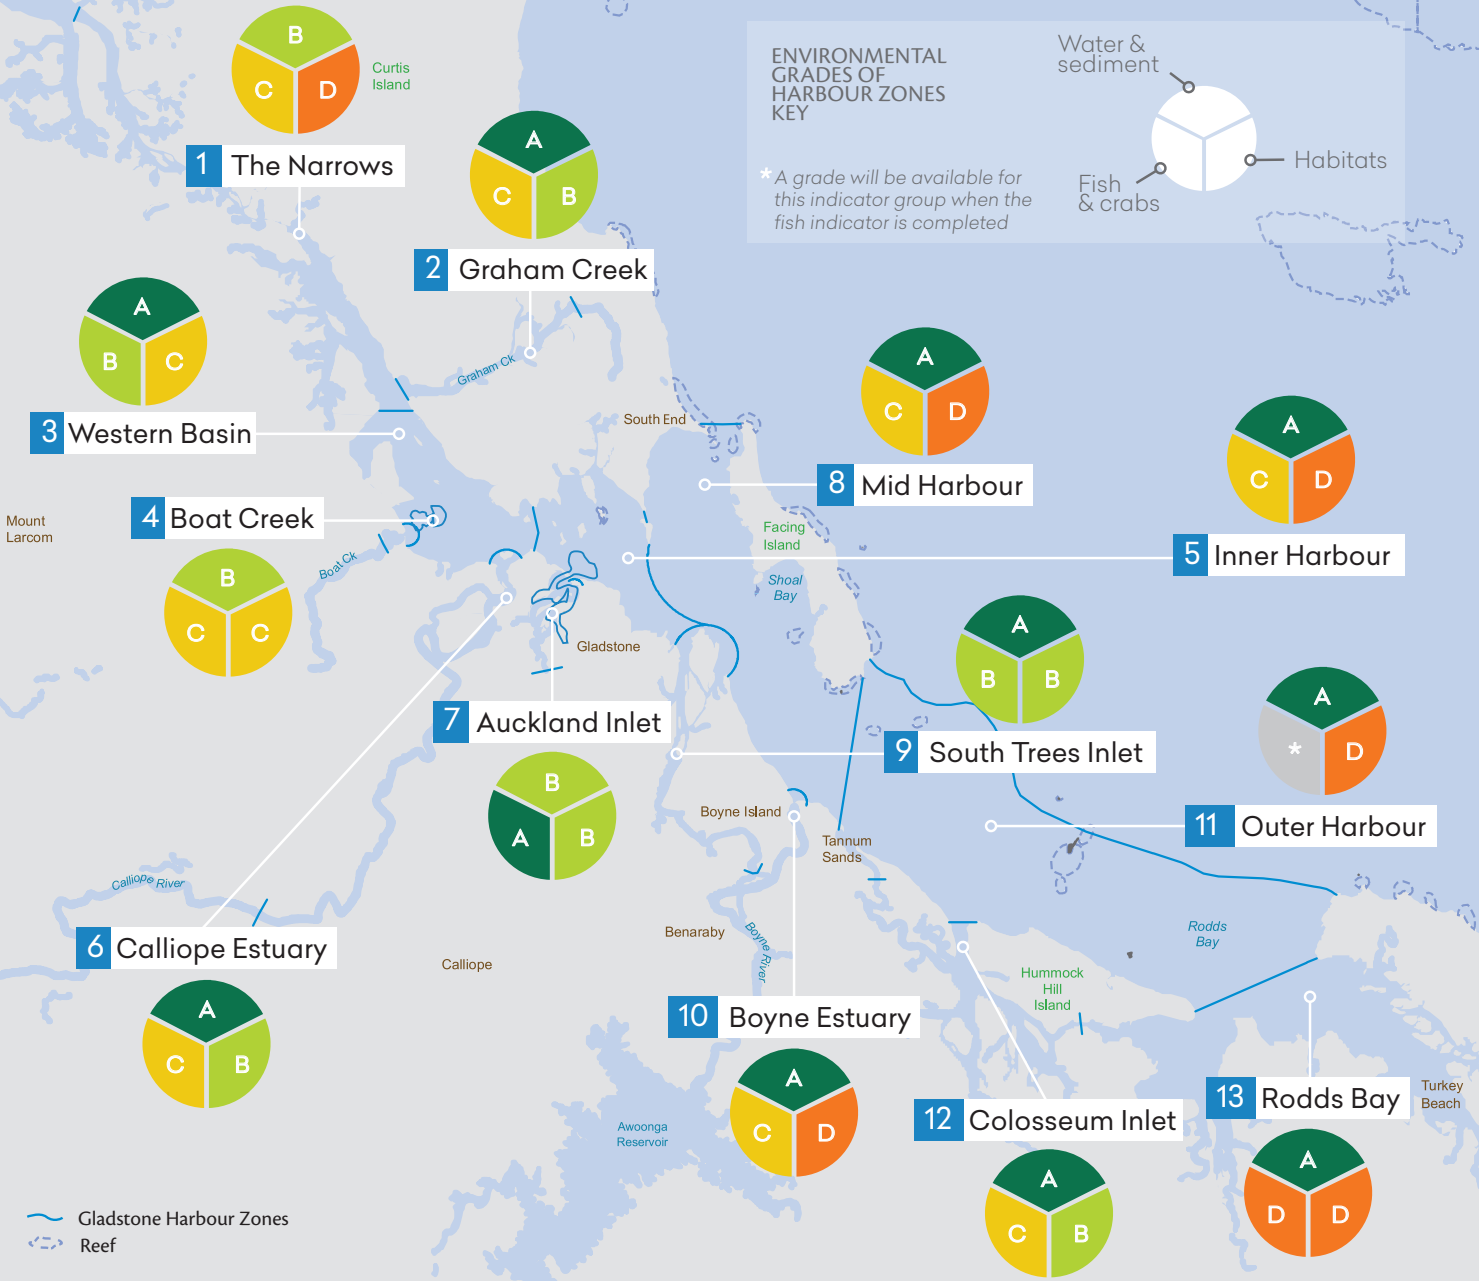 ENVIRONMENTAL
GRADES OF
HARBOUR ZONES
KEY
* A grade will be available for
this indicator group when the
fish indicator is completed
Water &
sediment
Habitats
Fish
& crabs
B
C
D
Curtis
Island
1 The Narrows
A
C
B
2 Graham Creek
Graham Ck
A
B
C
3 Western Basin
South End
A
C
D
8 Mid Harbour
A
C
D
5 Inner Harbour
4 Boat Creek
Mount
Larcom
Boat Ck
B
C
C
Facing
Island
Shoal
Bay
Gladstone
A
B
B
9 South Trees Inlet
7 Auckland Inlet
B
A
B
A
*
D
11 Outer Harbour
Boyne Island
Tannum
Sands
Calliope River
6 Calliope Estuary
A
C
B
Calliope
Benaraby
Boyne
River
Rodds
Bay
Hummock
Hill
Island
10 Boyne Estuary
A
C
D
Awoonga
Reservoir
12 Colosseum Inlet
A
C
B
13 Rodds Bay
A
D
D
Turkey
Beach
Gladstone Harbour Zones
Reef